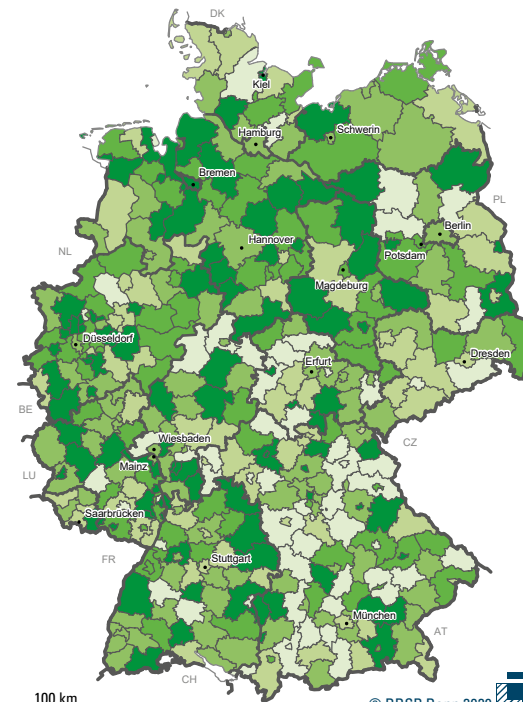 DK
Kiel
Hamburg
Schwerin
Bremen
PL
Berlin
Hannover
NL
Potsdam
Magdeburg
Düsseldorf
Erfurt
Dresden
BE
Wiesbaden
CZ
Mainz
LU
Saarbrücken
FR
Stuttgart
München
AT
CH
100 km